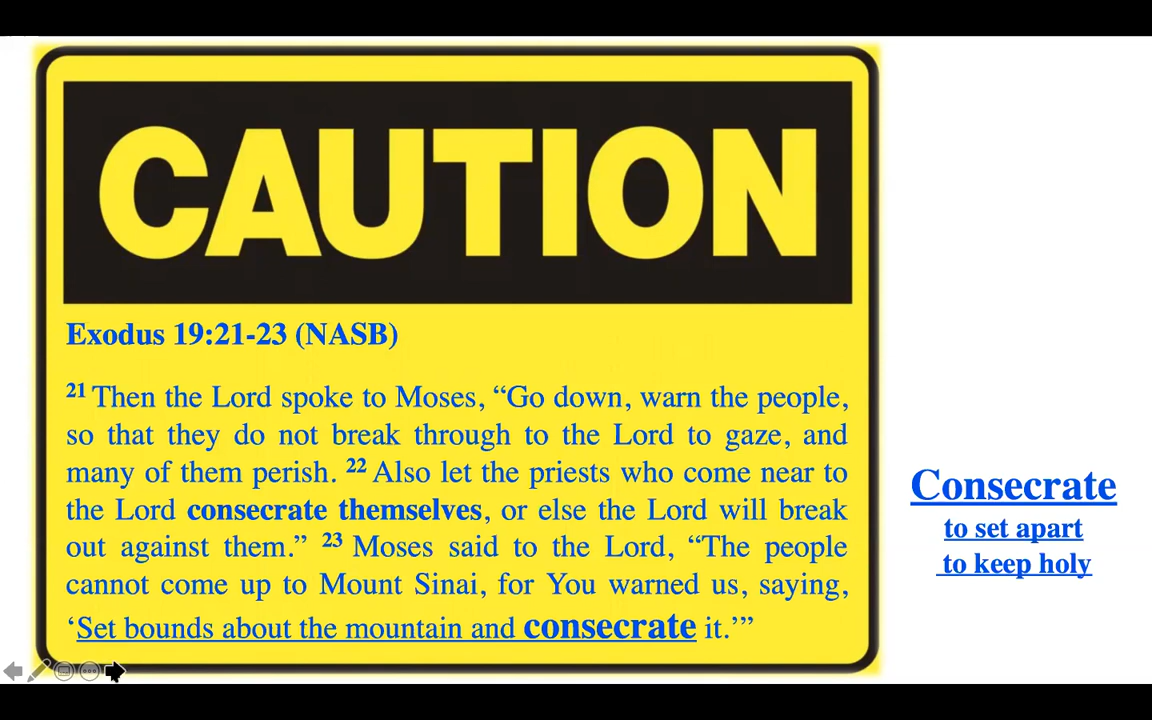 CAUTION
Exodus 19:21-23 (NASB)
21 Then the Lord spoke to Moses, “Go down, warn the people,
so that they do not break through to the Lord to gaze, and
many of them perish. 22 Also let the priests who come near to
the Lord consecrate themselves, or else the Lord will break
out against them.” 23 Moses said to the Lord, “The people
cannot come up to Mount Sinai, for You warned us, saying,
‘Set bounds about the mountain and consecrate it.’”
Consecrate
to set apart
to keep holy